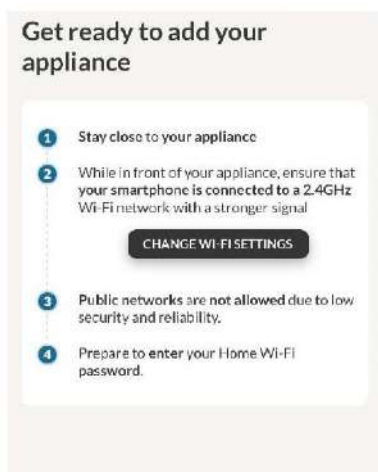 Get ready to add your
appliance
1 Stay close to your appliance
2 While in front of your appliance, ensure that
your smartphone is connected to a 2.4GHz
Wi-Fi network with a stronger signal
CHANGE WI-FI SETTINGS
3 Public networks are not allowed due to low
security and reliability.
4 Prepare to enter your Home Wi-Fi
password.